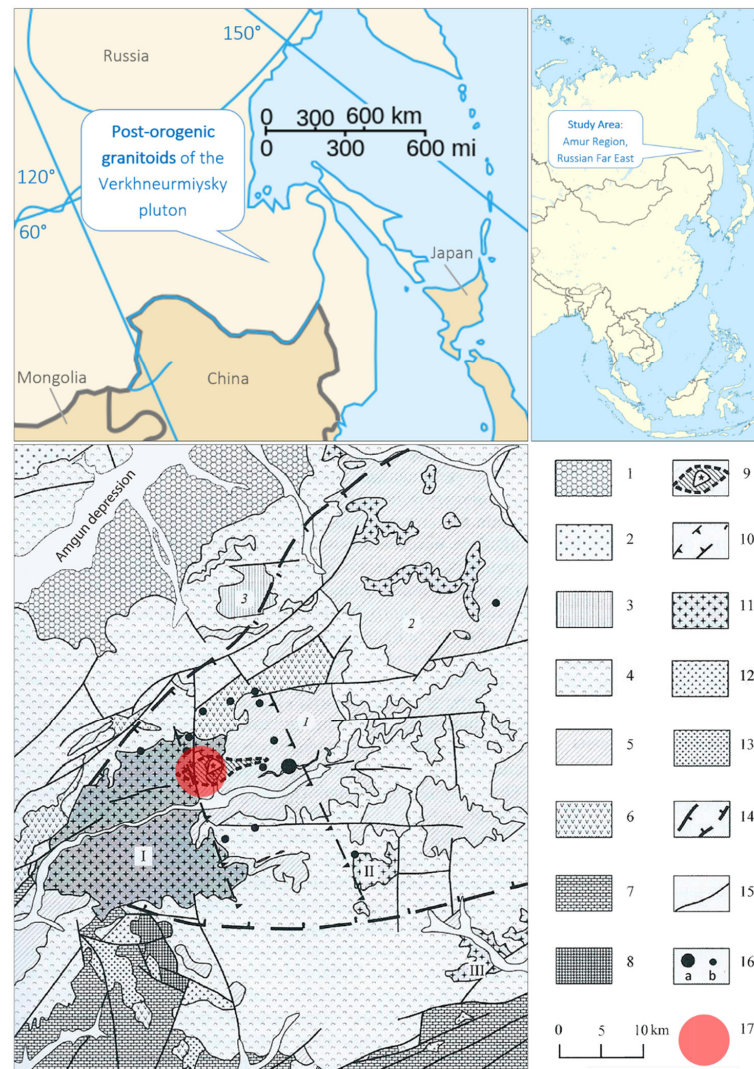 150°
Russia
0 300 600 km
0 300 600 mi
Post-orogenic
granitoids of the
Verkhneurmiysky
pluton
120°
60°
Japan
Mongolia
China
Study Area:
Amur Region,
Russian Far East
Amgun depression
3
2
1
I
II
III
1
2
3
4
5
6
7
8
0 5 10 km
9
10
11
12
13
14
15
16
a b
17